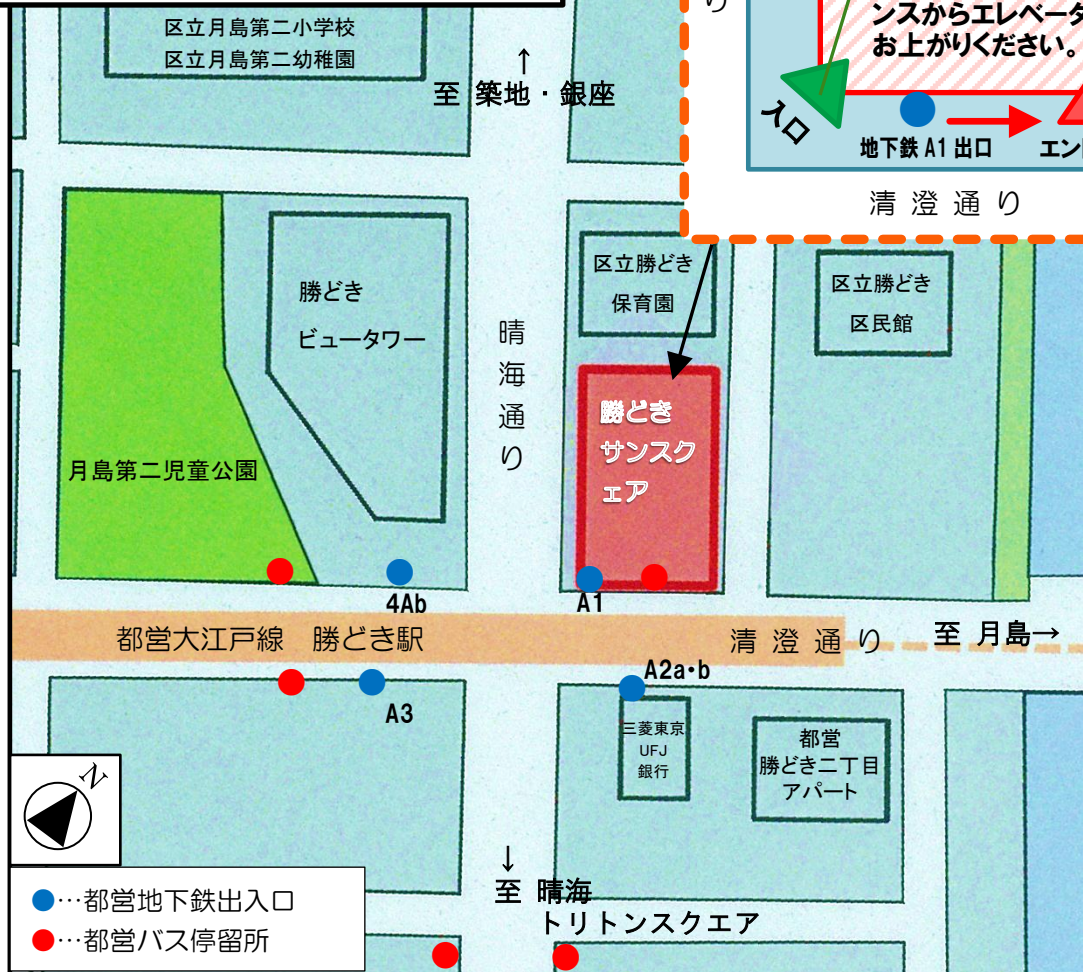 区立月島第二小学校
区立月島第二幼稚園
↑
至 築地・銀座
り
ンスからエレベータ
お上がりください。
入口
地下鉄 A1 出口
エン
清澄通り
勝どき
ビュータワー
晴海通り
区立勝どき
保育園
区立勝どき
区民館
勝どき
サンスク
ェア
月島第二児童公園
4Ab
A1
都営大江戸線 勝どき駅
清澄通り
至 月島→
A3
A2a・b
三菱東京
UFJ
銀行
都営
勝どき二丁目
アパート
N
↓
至 晴海
トリトンスクエア
●…都営地下鉄出入口
●…都営バス停留所